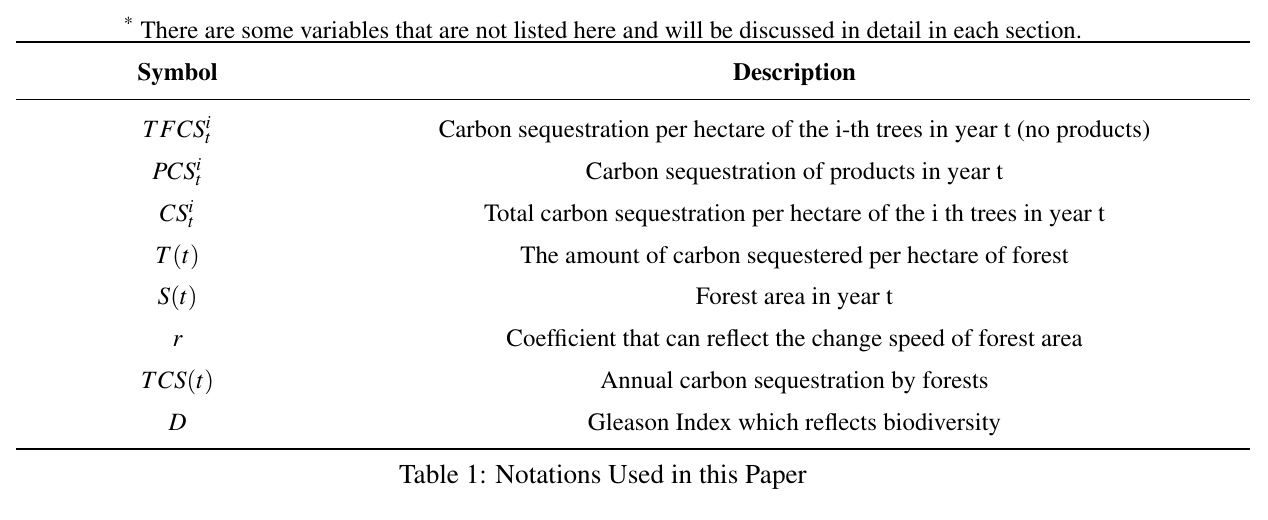 * There are some variables that are not listed here and will be discussed in detail in each section.
Symbol Description
$TFCS_t^i$ Carbon sequestration per hectare of the i-th trees in year t (no products)
$PCS_t^i$ Carbon sequestration of products in year t
$CS_t^i$ Total carbon sequestration per hectare of the i th trees in year t
$T(t)$ The amount of carbon sequestered per hectare of forest
$S(t)$ Forest area in year t
$r$ Coefficient that can reflect the change speed of forest area
$TCS(t)$ Annual carbon sequestration by forests
$D$ Gleason Index which reflects biodiversity
Table 1: Notations Used in this Paper